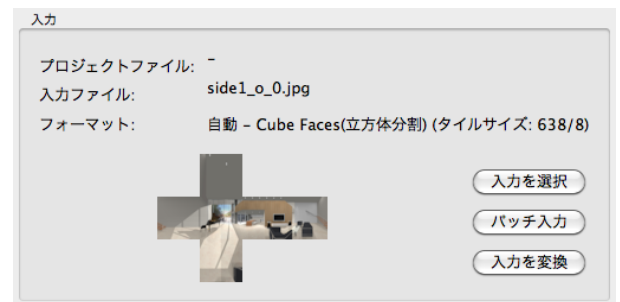 入力
プロジェクトファイル: -
入力ファイル: side1_o_0.jpg
フォーマット: 自動 - Cube Faces(立方体分割) (タイルサイズ: 638/8)
入力を選択
パッチ入力
入力を変換